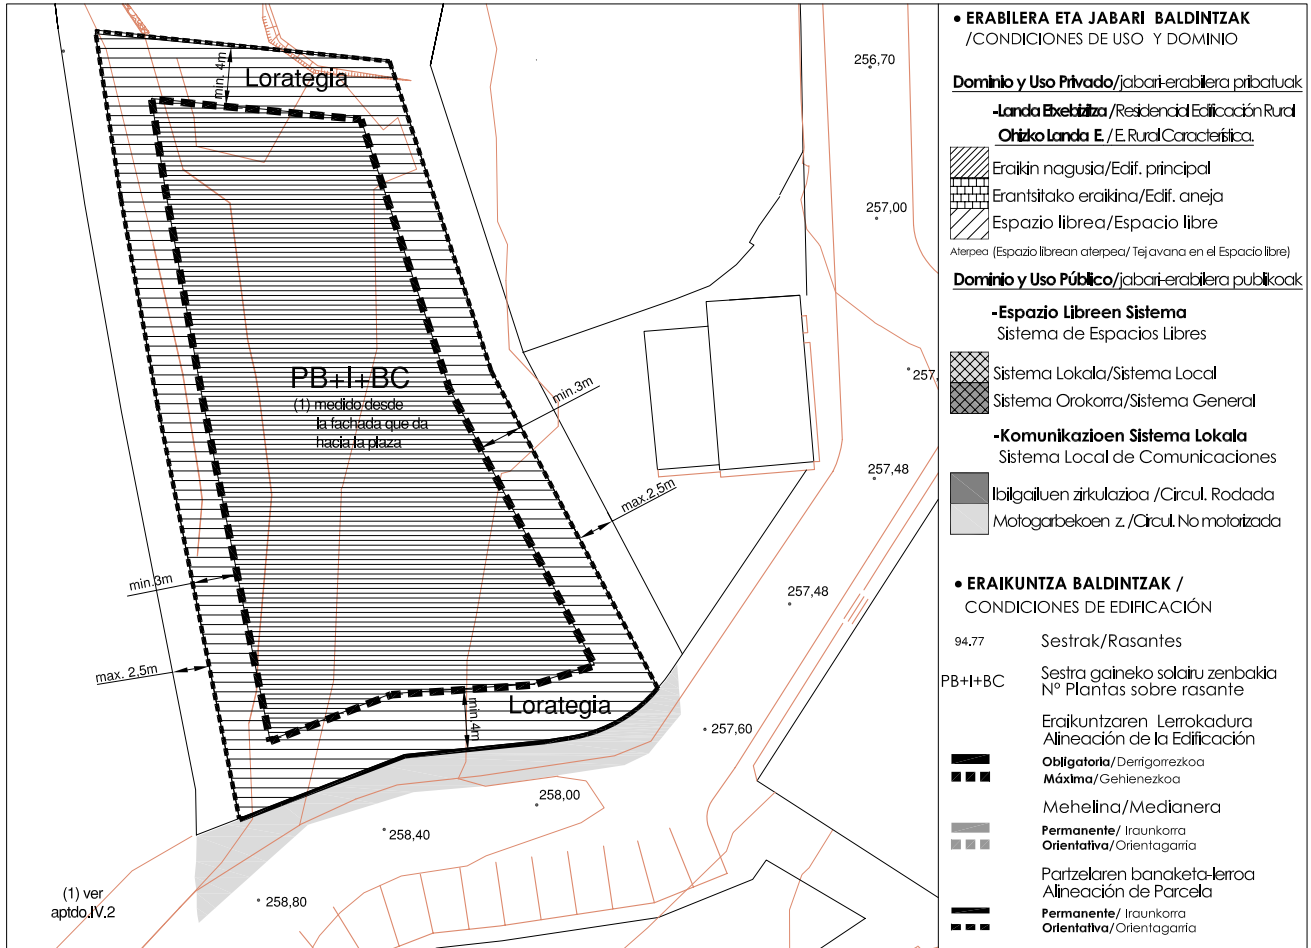 min. 4m
Lorategia
PB+I+BC
(1) medido desde
la fachada que da
hacia la plaza
min.3m
max.2,5m
min.3m
max. 2,5m
Lorategia
min.4m
256,70
257,00
257,
257,48
257,48
257,60
258,00
258,40
258,80
(1) ver
aptdo.IV.2
• ERABILERA ETA JABARI BALDINTZAK
/CONDICIONES DE USO Y DOMINIO
Dominio y Uso Privado/jabari-erabilera pribatuak
-Landa Etxebizitza/Residencial Edificación Rural
Ohizko Landa E./E. Rural Característica.
Eraikin nagusia/Edif. principal
Erantsitako eraikina/Edif. aneja
Espazio librea/Espacio libre
Aterpea (Espazio librean aterpea/ Tejavana en el Espacio libre)
Dominio y Uso Público/jabari-erabilera publikoak
-Espazio Libreen Sistema
Sistema de Espacios Libres
Sistema Lokala/Sistema Local
Sistema Orokorra/Sistema General
-Komunikazioen Sistema Lokala
Sistema Local de Comunicaciones
Ibilgailuen zirkulazioa /Circul. Rodada
Motogarbekoen z./Circul. No motorizada
• ERAIKUNTZA BALDINTZAK /
CONDICIONES DE EDIFICACIÓN
94.77 Sestrak/Rasantes
PB+I+BC Sestra gaineko solairu zenbakia
Nº Plantas sobre rasante
Eraikuntzaren Lerrokadura
Alineación de la Edificación
Obligatoria/Derrigorrezkoa
Máxima/Gehienezkoa
Mehelina/Medianera
Permanente/ Iraunkorra
Orientativa/Orientagarria
Partzelaren banaketa-lerroa
Alineación de Parcela
Permanente/ Iraunkorra
Orientativa/Orientagarria